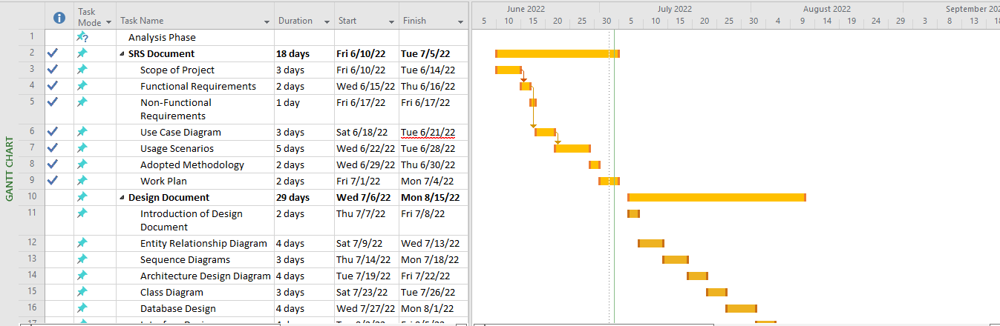 June 2022 July 2022 August 2022 September
Task Mode Task Name Duration Start Finish 5 10 15 20 25 30 5 10 15 20 25 30 4 9 14 19 24 29 3 8 13
1 Analysis Phase
2 SRS Document 18 days Fri 6/10/22 Tue 7/5/22
3 Scope of Project 3 days Fri 6/10/22 Tue 6/14/22
4 Functional Requirements 2 days Wed 6/15/22 Thu 6/16/22
5 Non-Functional Requirements 1 day Fri 6/17/22 Fri 6/17/22
6 Use Case Diagram 3 days Sat 6/18/22 Tue 6/21/22
7 Usage Scenarios 5 days Wed 6/22/22 Tue 6/28/22
8 Adopted Methodology 2 days Wed 6/29/22 Thu 6/30/22
9 Work Plan 2 days Fri 7/1/22 Mon 7/4/22
10 Design Document 29 days Wed 7/6/22 Mon 8/15/22
11 Introduction of Design Document 2 days Thu 7/7/22 Fri 7/8/22
12 Entity Relationship Diagram 4 days Sat 7/9/22 Wed 7/13/22
13 Sequence Diagrams 3 days Thu 7/14/22 Mon 7/18/22
14 Architecture Design Diagram 4 days Tue 7/19/22 Fri 7/22/22
15 Class Diagram 3 days Sat 7/23/22 Tue 7/26/22
16 Database Design 4 days Wed 7/27/22 Mon 8/1/22
GANTT CHART